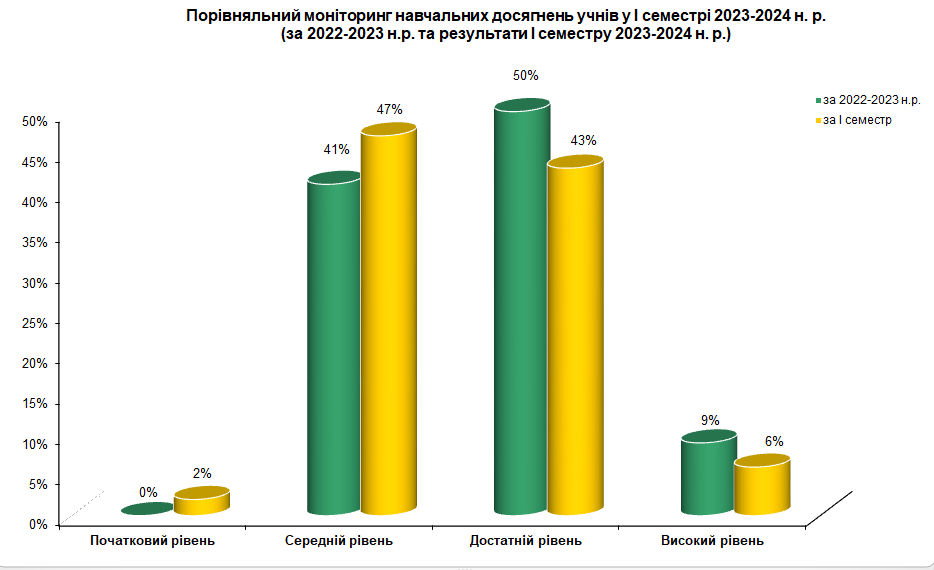 Порівняльний моніторинг навчальних досягнень учнів у І семестрі 2023-2024 н. р.
(за 2022-2023 н.р. та результати І семестру 2023-2024 н. р.)
50%
за 2022-2023 н.р.
за І семестр
47%
41%
43%
9%
6%
0%
2%
50%
45%
40%
35%
30%
25%
20%
15%
10%
5%
0%
Початковий рівень
Середній рівень
Достатній рівень
Високий рівень